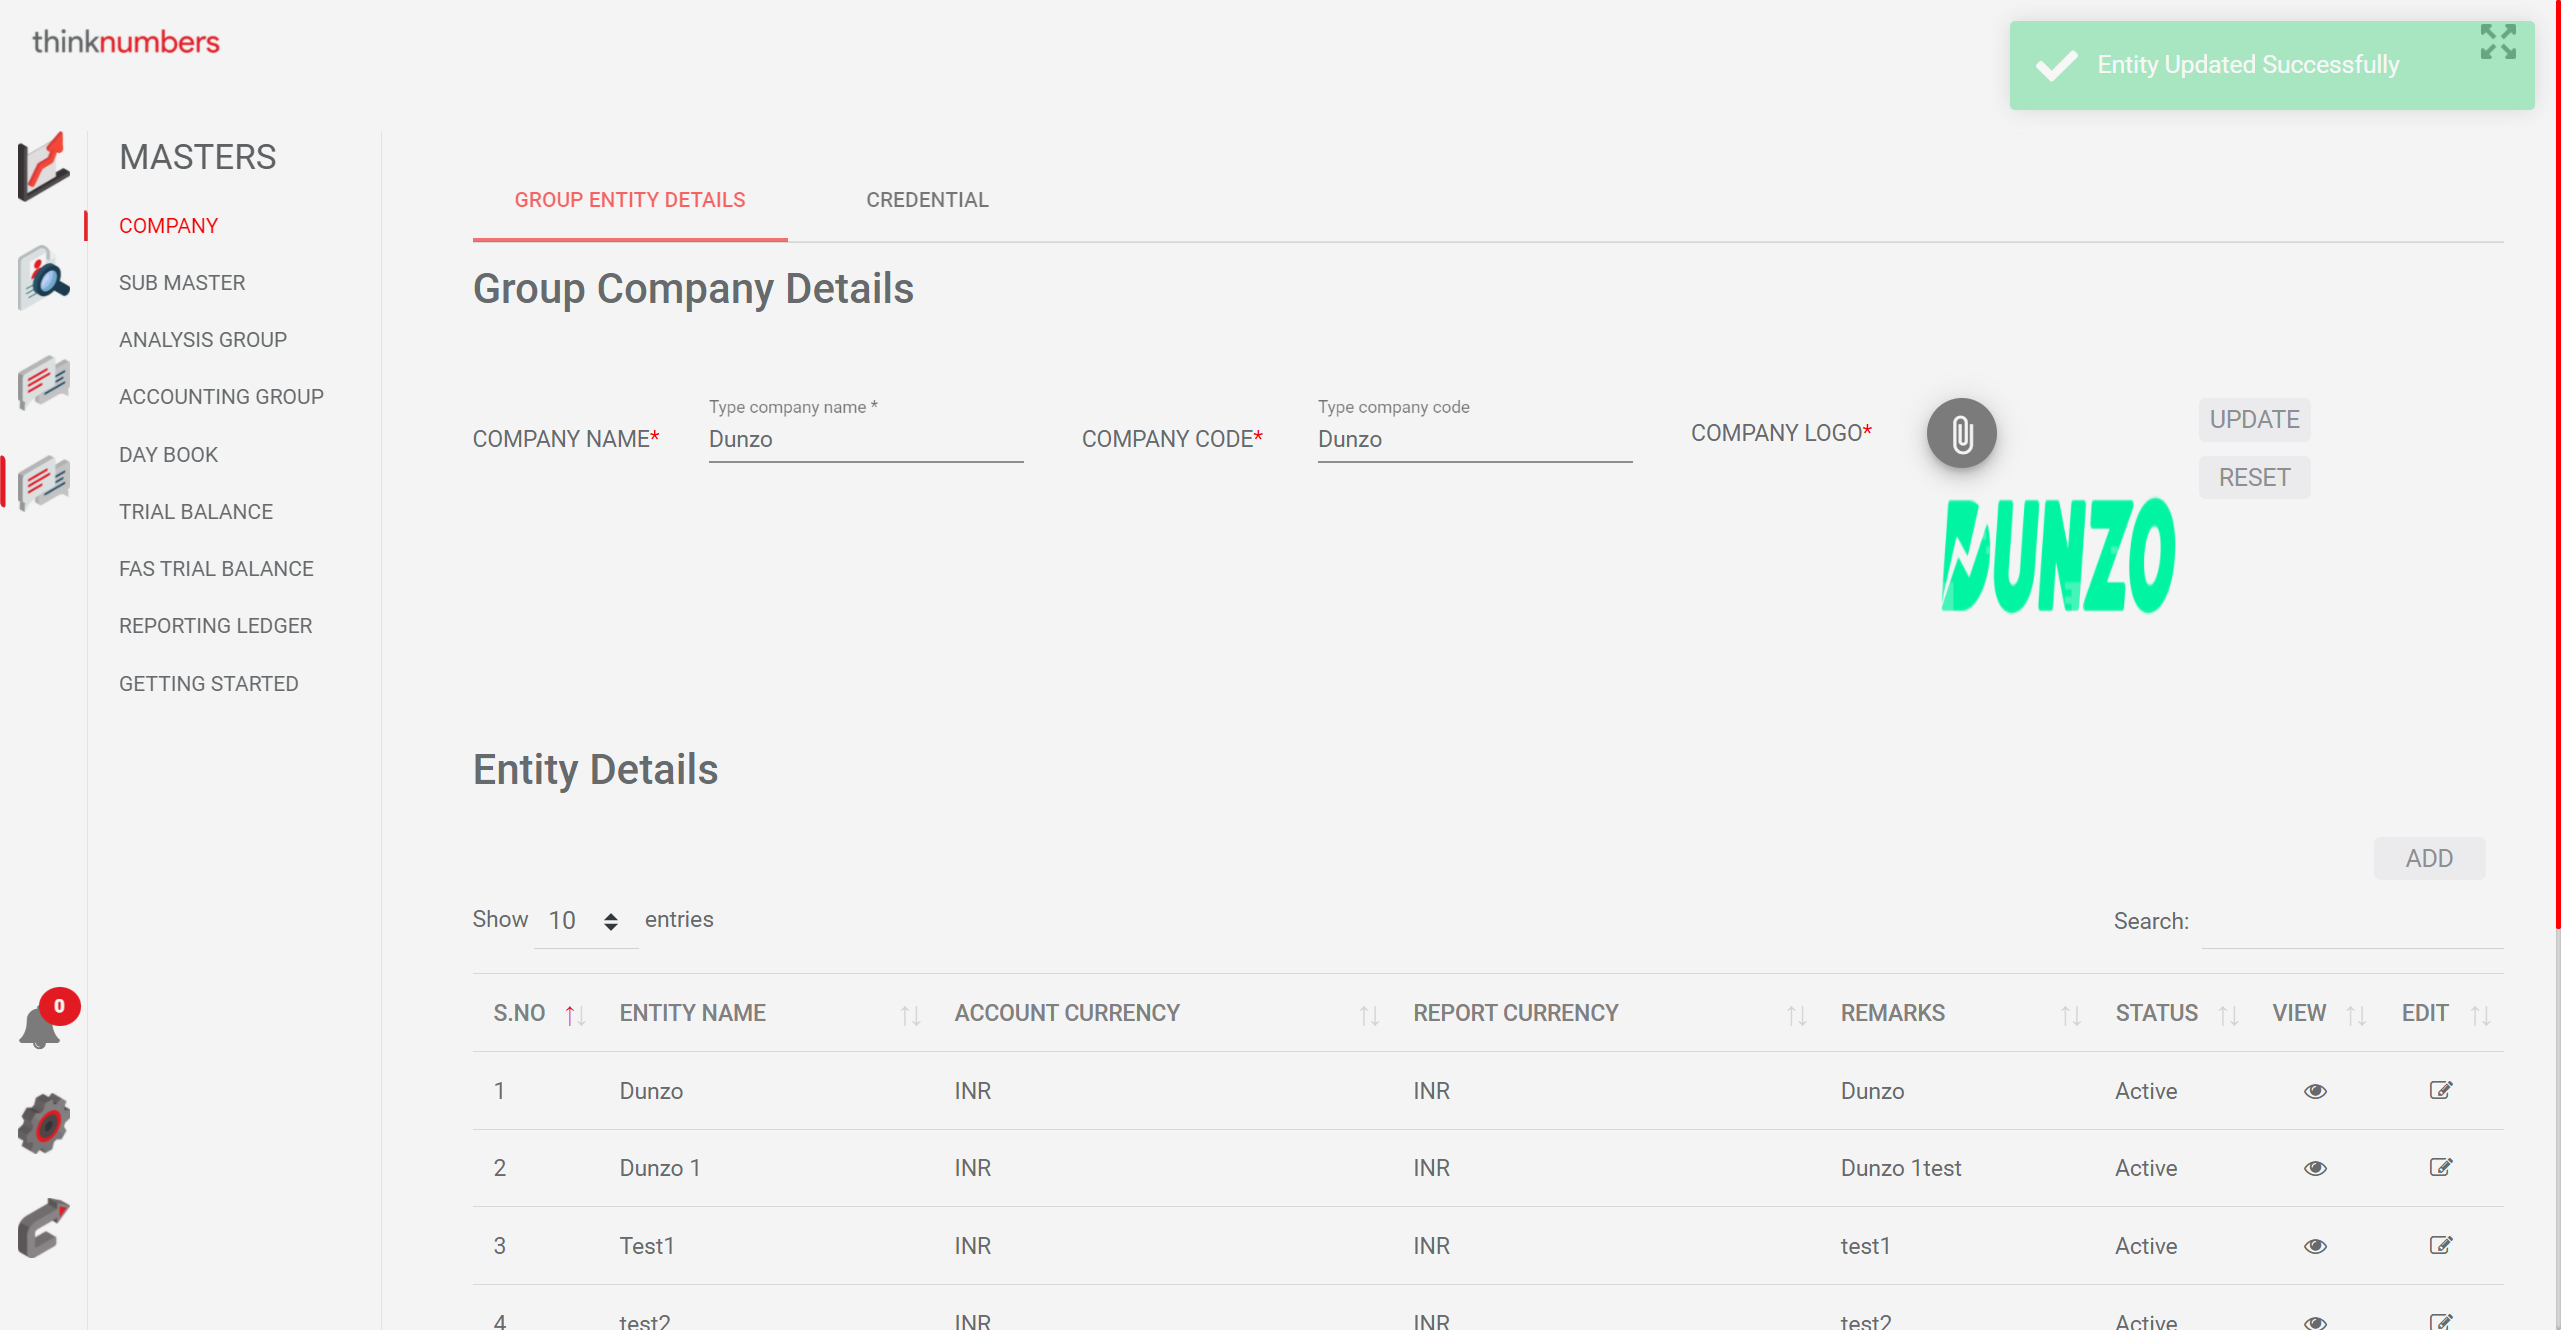 thinknumbers
Entity Updated Successfully
MASTERS
COMPANY
SUB MASTER
ANALYSIS GROUP
ACCOUNTING GROUP
DAY BOOK
TRIAL BALANCE
FAS TRIAL BALANCE
REPORTING LEDGER
GETTING STARTED
0
GROUP ENTITY DETAILS CREDENTIAL
Group Company Details
COMPANY NAME* Type company name *
Dunzo
COMPANY CODE* Type company code
Dunzo
COMPANY LOGO*
UPDATE
RESET
DUNZO
Entity Details
ADD
Show 10 entries Search:
S.NO ENTITY NAME ACCOUNT CURRENCY REPORT CURRENCY REMARKS STATUS VIEW EDIT
1 Dunzo INR INR Dunzo Active
2 Dunzo 1 INR INR Dunzo 1test Active
3 Test1 INR INR test1 Active
4 test2 INR INR test2 Active